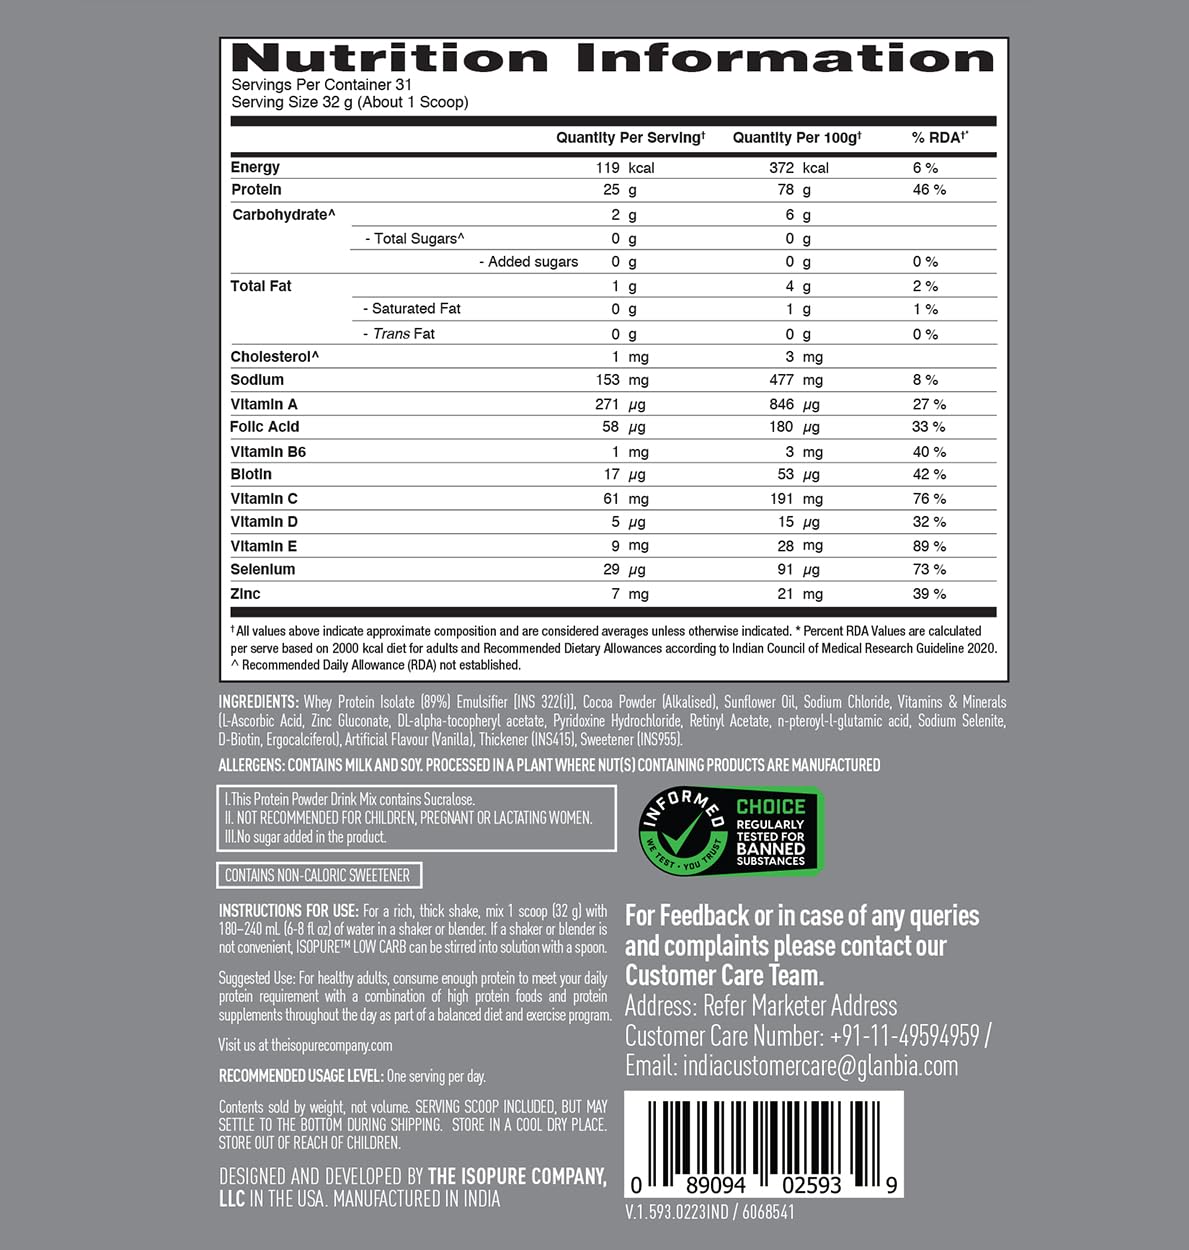 Nutrition Information
Servings Per Container 31
Serving Size 32 g (About 1 Scoop)
Quantity Per Serving† Quantity Per 100g† % RDA†*
Energy 119 kcal 372 kcal 6 %
Protein 25 g 78 g 46 %
Carbohydrate^ 2 g 6 g
- Total Sugars^ 0 g 0 g
- Added sugars 0 g 0 g 0 %
Total Fat 1 g 4 g 2 %
- Saturated Fat 0 g 1 g 1 %
- Trans Fat 0 g 0 g 0 %
Cholesterol^ 1 mg 3 mg
Sodium 153 mg 477 mg 8 %
Vitamin A 271 µg 846 µg 27 %
Folic Acid 58 µg 180 µg 33 %
Vitamin B6 1 mg 3 mg 40 %
Biotin 17 µg 53 µg 42 %
Vitamin C 61 mg 191 mg 76 %
Vitamin D 5 µg 15 µg 32 %
Vitamin E 9 mg 28 mg 89 %
Selenium 29 µg 91 µg 73 %
Zinc 7 mg 21 mg 39 %
†All values above indicate approximate composition and are considered averages unless otherwise indicated. * Percent RDA Values are calculated
per serve based on 2000 kcal diet for adults and Recommended Dietary Allowances according to Indian Council of Medical Research Guideline 2020.
^ Recommended Daily Allowance (RDA) not established.
INGREDIENTS: Whey Protein Isolate (89%) Emulsifier [INS 322(i)], Cocoa Powder (Alkalised), Sunflower Oil, Sodium Chloride, Vitamins & Minerals
(L-Ascorbic Acid, Zinc Gluconate, DL-alpha-tocopheryl acetate, Pyridoxine Hydrochloride, Retinyl Acetate, n-pteroyl-l-glutamic acid, Sodium Selenite,
D-Biotin, Ergocalciferol), Artificial Flavour (Vanilla), Thickener (INS415), Sweetener (INS955).
ALLERGENS: CONTAINS MILK AND SOY. PROCESSED IN A PLANT WHERE NUT(S) CONTAINING PRODUCTS ARE MANUFACTURED
I.This Protein Powder Drink Mix contains Sucralose.
II. NOT RECOMMENDED FOR CHILDREN, PREGNANT OR LACTATING WOMEN.
III.No sugar added in the product.
CONTAINS NON-CALORIC SWEETENER
INFORMED
WE TEST • YOU TRUST
CHOICE
REGULARLY
TESTED FOR
BANNED
SUBSTANCES
INSTRUCTIONS FOR USE: For a rich, thick shake, mix 1 scoop (32 g) with
180–240 mL (6-8 fl oz) of water in a shaker or blender. If a shaker or blender is
not convenient, ISOPURE™ LOW CARB can be stirred into solution with a spoon.
Suggested Use: For healthy adults, consume enough protein to meet your daily
protein requirement with a combination of high protein foods and protein
supplements throughout the day as part of a balanced diet and exercise program.
Visit us at theisopurecompany.com
RECOMMENDED USAGE LEVEL: One serving per day.
Contents sold by weight, not volume. SERVING SCOOP INCLUDED, BUT MAY
SETTLE TO THE BOTTOM DURING SHIPPING. STORE IN A COOL DRY PLACE.
STORE OUT OF REACH OF CHILDREN.
DESIGNED AND DEVELOPED BY THE ISOPURE COMPANY,
LLC IN THE USA. MANUFACTURED IN INDIA
For Feedback or in case of any queries
and complaints please contact our
Customer Care Team.
Address: Refer Marketer Address
Customer Care Number: +91-11-49594959 /
Email: indiacustomercare@glanbia.com
0 89094 02593 9
V.1.593.0223IND / 6068541